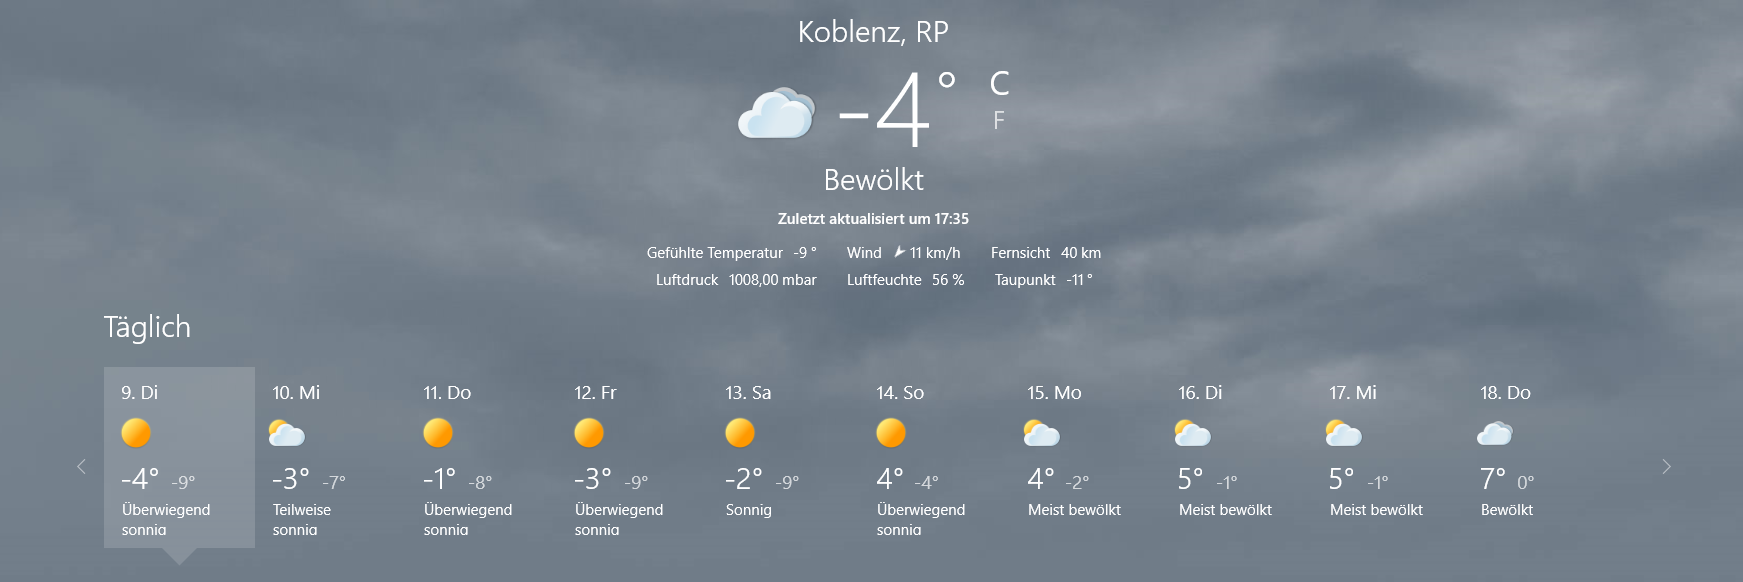 Koblenz, RP
-4° C
F
Bewölkt
Zuletzt aktualisiert um 17:35
Gefühlte Temperatur -9 ° Wind 11 km/h Fernsicht 40 km
Luftdruck 1008,00 mbar Luftfeuchte 56 % Taupunkt -11 °
Täglich
9. Di 10. Mi 11. Do 12. Fr 13. Sa 14. So 15. Mo 16. Di 17. Mi 18. Do
-4° -9° -3° -7° -1° -8° -3° -9° -2° -9° 4° -4° 4° -2° 5° -1° 5° -1° 7° 0°
Überwiegend Teilweise Überwiegend Überwiegend Sonnig Überwiegend Meist bewölkt Meist bewölkt Meist bewölkt Bewölkt
sonnig sonnig sonnig sonnig sonnig